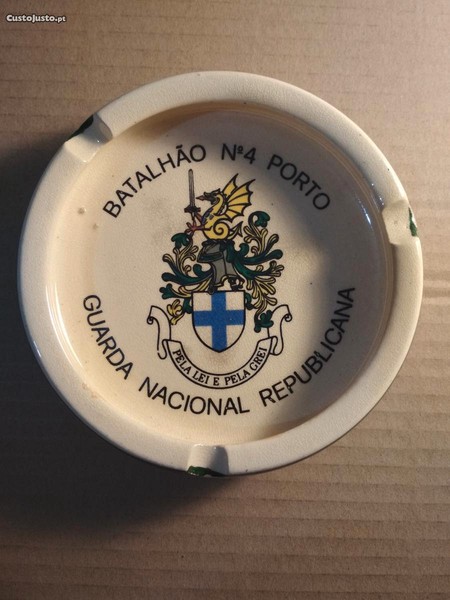 CustoJusto.pt
BATALHÃO Nº4 PORTO
PELA LEI E PELA GREI
GUARDA NACIONAL REPUBLICANA